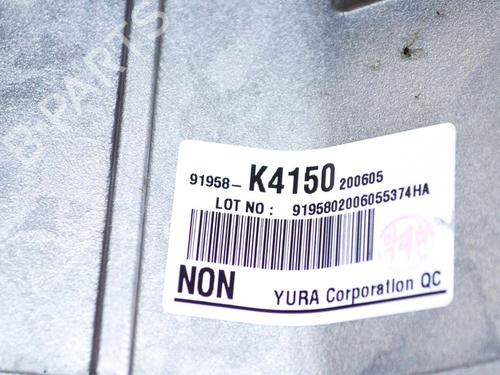 B-PARTS
91958- K4150 200605
LOT NO : 9195802006055374HA
NON YURA Corporation QC